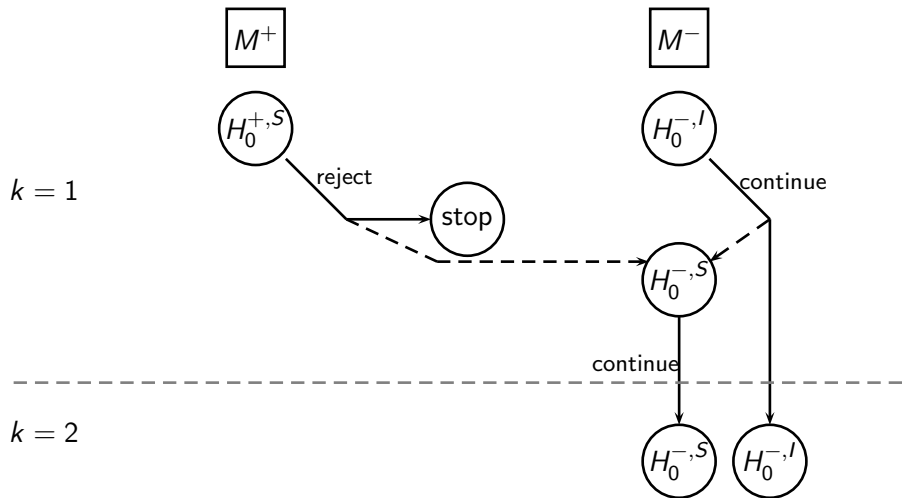 M⁺ M⁻
H₀⁺,ˢ H₀⁻,ᴵ
reject continue
k = 1
stop
H₀⁻,ˢ
continue
k = 2
H₀⁻,ˢ H₀⁻,ᴵ